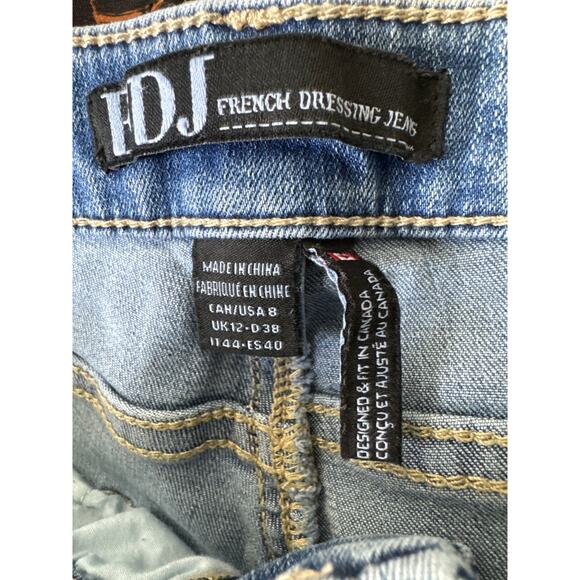 FDJ FRENCH DRESSING JEANS
MADE IN CHINA
FABRIQUÉ EN CHINE
CAN/USA 8
UK12-D38
IT44-ES40
DESIGNED & FIT IN CANADA
CONÇU ET AJUSTÉ AU CANADA